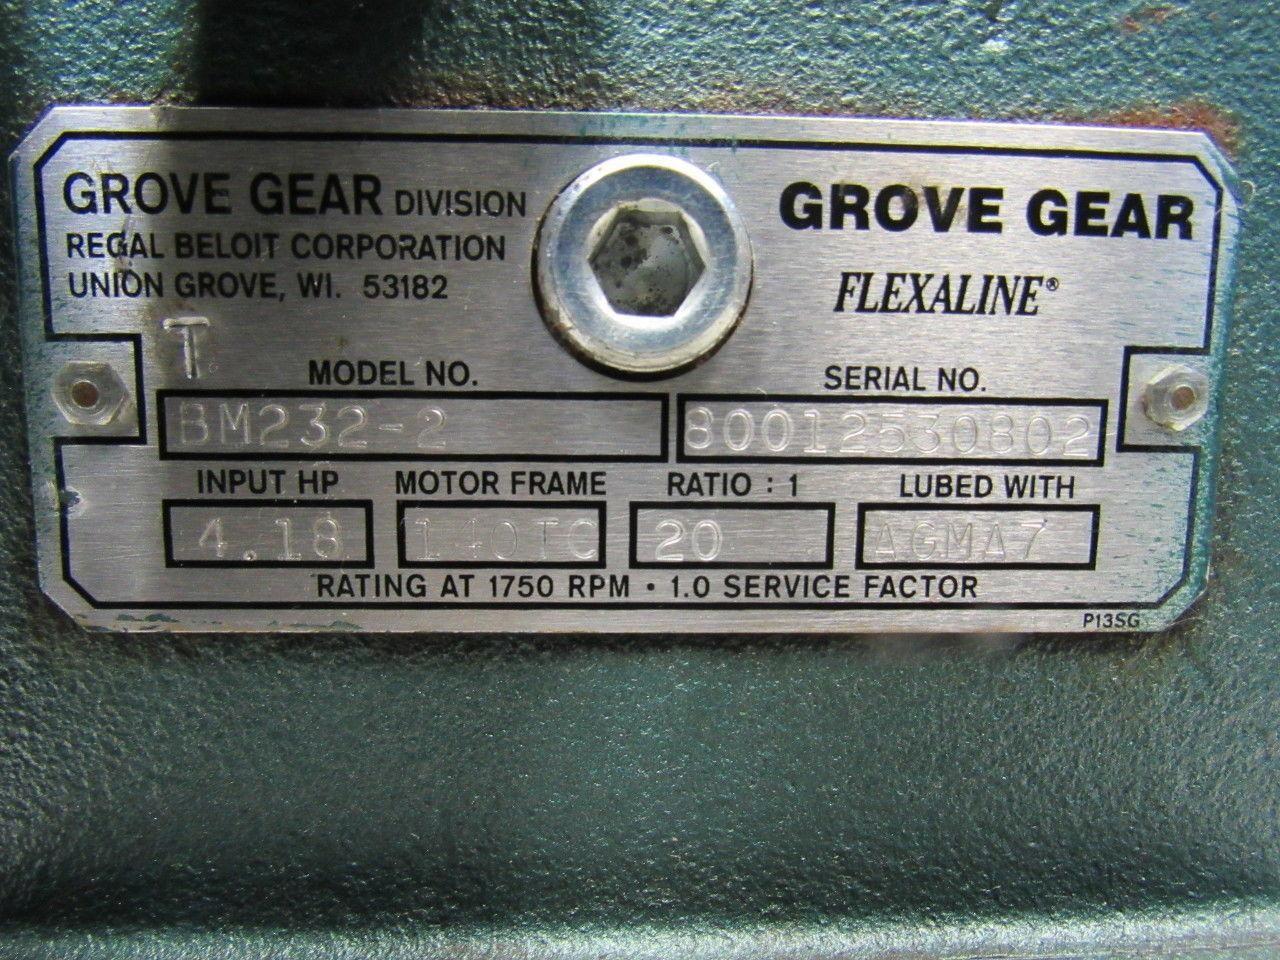 GROVE GEAR DIVISION
REGAL BELOIT CORPORATION
UNION GROVE, WI. 53182
GROVE GEAR
FLEXALINE®
T
MODEL NO.
BM232-2
SERIAL NO.
80012530802
INPUT HP
4.18
MOTOR FRAME
140TC
RATIO : 1
20
LUBED WITH
AGMA7
RATING AT 1750 RPM · 1.0 SERVICE FACTOR
P13SG